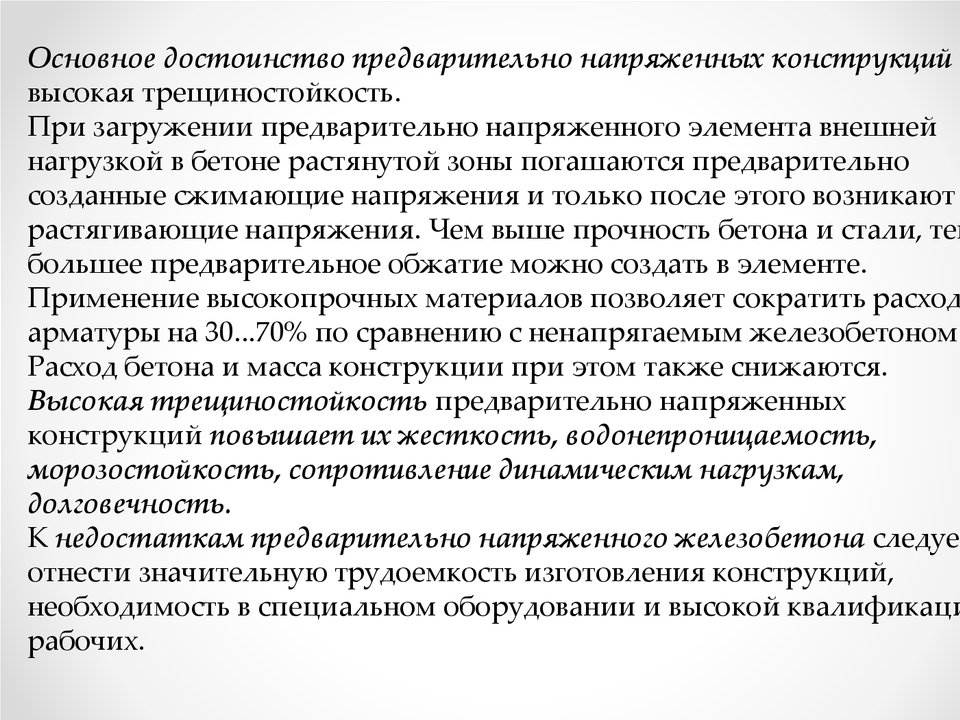 Основное достоинство предварительно напряженных конструкций
высокая трещиностойкость.
При загружении предварительно напряженного элемента внешней
нагрузкой в бетоне растянутой зоны погашаются предварительно
созданные сжимающие напряжения и только после этого возникают
растягивающие напряжения. Чем выше прочность бетона и стали, те
большее предварительное обжатие можно создать в элементе.
Применение высокопрочных материалов позволяет сократить расход
арматуры на 30...70% по сравнению с ненапрягаемым железобетоном
Расход бетона и масса конструкции при этом также снижаются.
Высокая трещиностойкость предварительно напряженных
конструкций повышает их жесткость, водонепроницаемость,
морозостойкость, сопротивление динамическим нагрузкам,
долговечность.
К недостаткам предварительно напряженного железобетона следуе
отнести значительную трудоемкость изготовления конструкций,
необходимость в специальном оборудовании и высокой квалификаци
рабочих.